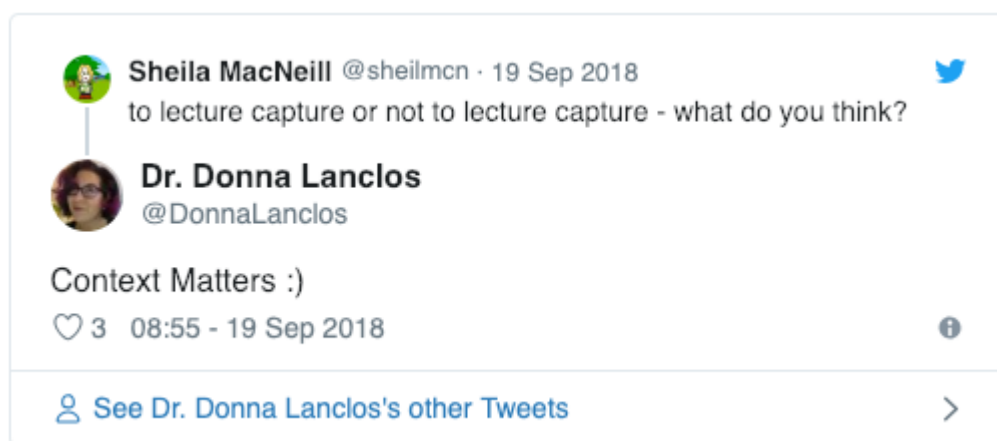 Sheila MacNeill @sheilmcn · 19 Sep 2018
to lecture capture or not to lecture capture - what do you think?
Dr. Donna Lanclos
@DonnaLanclos
Context Matters :)
3 08:55 - 19 Sep 2018
See Dr. Donna Lanclos's other Tweets